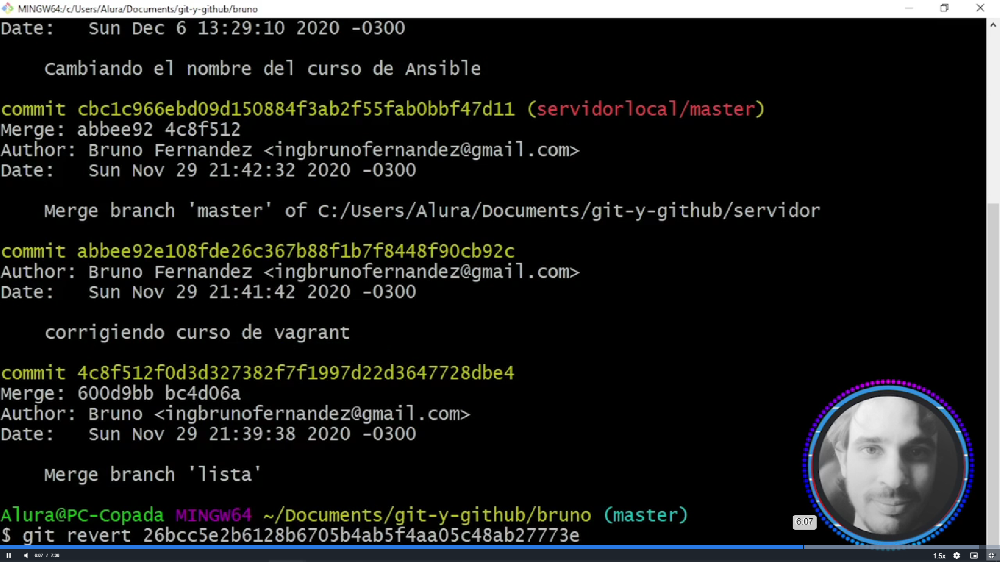 MINGW64:/c/Users/Alura/Documents/git-y-github/bruno
Date:   Sun Dec 6 13:29:10 2020 -0300
Cambiando el nombre del curso de Ansible
commit cbc1c966ebd09d150884f3ab2f55fab0bbf47d11 (servidorlocal/master)
Merge: abbee92 4c8f512
Author: Bruno Fernandez <ingbrunofernandez@gmail.com>
Date:   Sun Nov 29 21:42:32 2020 -0300
Merge branch 'master' of C:/Users/Alura/Documents/git-y-github/servidor
commit abbee92e108fde26c367b88f1b7f8448f90cb92c
Author: Bruno Fernandez <ingbrunofernandez@gmail.com>
Date:   Sun Nov 29 21:41:42 2020 -0300
corrigiendo curso de vagrant
commit 4c8f512f0d3d327382f7f1997d22d3647728dbe4
Merge: 600d9bb bc4d06a
Author: Bruno <ingbrunofernandez@gmail.com>
Date:   Sun Nov 29 21:39:38 2020 -0300
Merge branch 'lista'
Alura@PC-Copada MINGW64 ~/Documents/git-y-github/bruno (master)
$ git revert 26bcc5e2b6128b6705b4ab5f4aa05c48ab27773e
6:07
6:07 / 7:36
1.5x